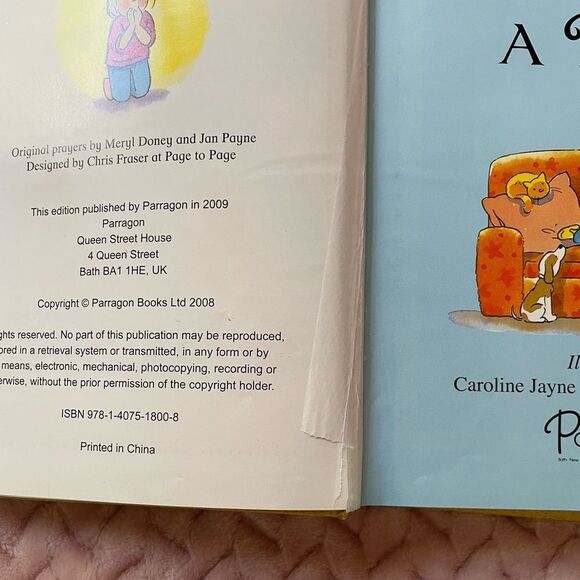 Original prayers by Meryl Doney and Jan Payne
Designed by Chris Fraser at Page to Page
This edition published by Parragon in 2009
Parragon
Queen Street House
4 Queen Street
Bath BA1 1HE, UK
Copyright © Parragon Books Ltd 2008
ghts reserved. No part of this publication may be reproduced,
ored in a retrieval system or transmitted, in any form or by
means, electronic, mechanical, photocopying, recording or
erwise, without the prior permission of the copyright holder.
ISBN 978-1-4075-1800-8
Printed in China
A
Il
Caroline Jayne